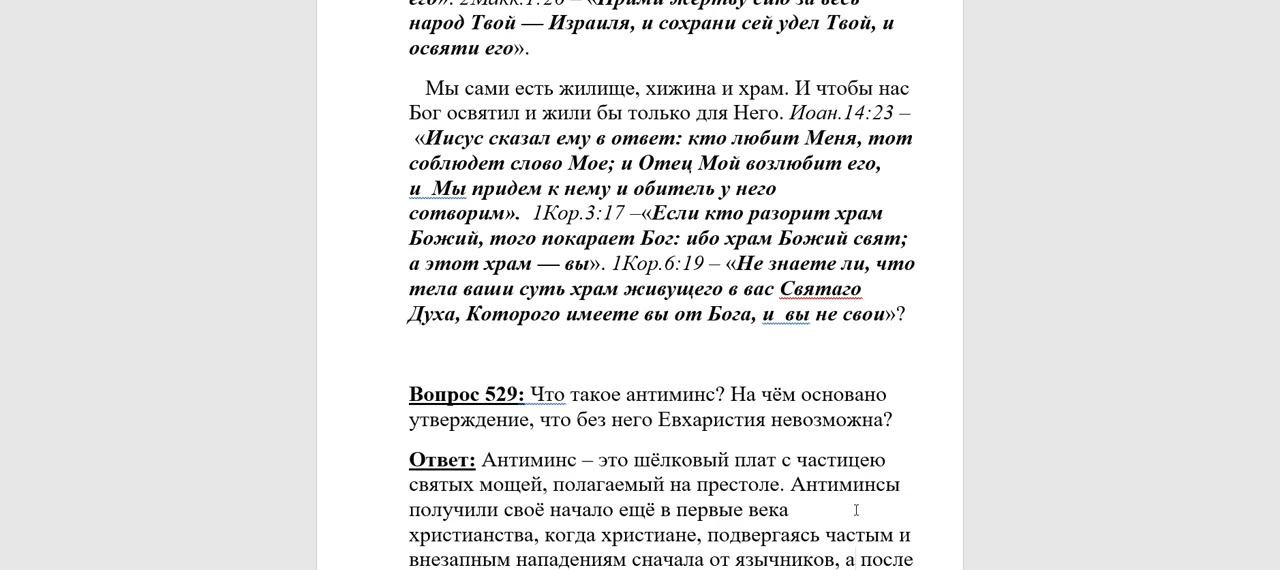 его». 2Макк.1:26 – «Прими жертву сию за весь
народ Твой — Израиля, и сохрани сей удел Твой, и
освяти его».
Мы сами есть жилище, хижина и храм. И чтобы нас
Бог освятил и жили бы только для Него. Иоан.14:23 –
«Иисус сказал ему в ответ: кто любит Меня, тот
соблюдет слово Мое; и Отец Мой возлюбит его,
и Мы придем к нему и обитель у него
сотворим». 1Кор.3:17 –«Если кто разорит храм
Божий, того покарает Бог: ибо храм Божий свят;
а этот храм — вы». 1Кор.6:19 – «Не знаете ли, что
тела ваши суть храм живущего в вас Святаго
Духа, Которого имеете вы от Бога, и вы не свои»?
Вопрос 529: Что такое антиминс? На чём основано
утверждение, что без него Евхаристия невозможна?
Ответ: Антиминс – это шёлковый плат с частицею
святых мощей, полагаемый на престоле. Антиминсы
получили своё начало ещё в первые века
христианства, когда христиане, подвергаясь частым и
внезапным нападениям сначала от язычников, а после